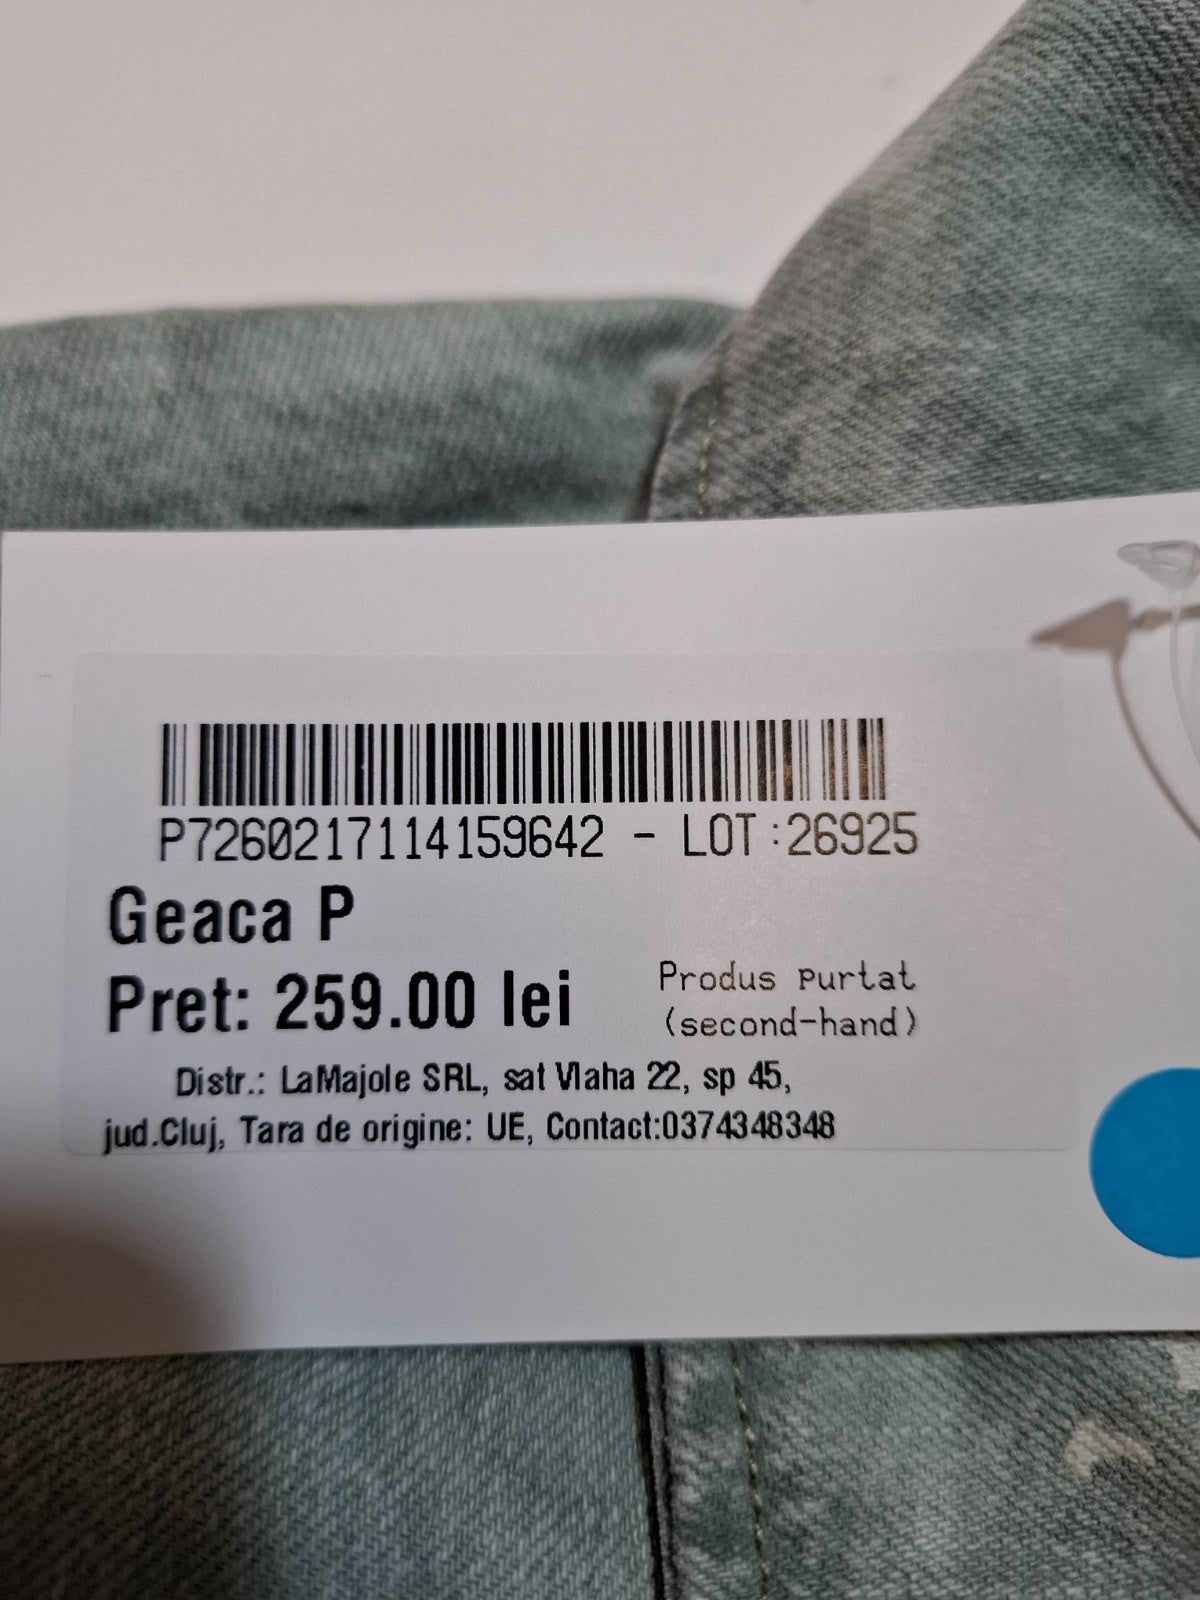 P7260217114159642 - LOT:26925
Geaca P
Pret: 259.00 lei
Produs purtat
(second-hand)
Distr.: LaMajole SRL, sat Vlaha 22, sp 45,
jud.Cluj, Tara de origine: UE, Contact:0374348348